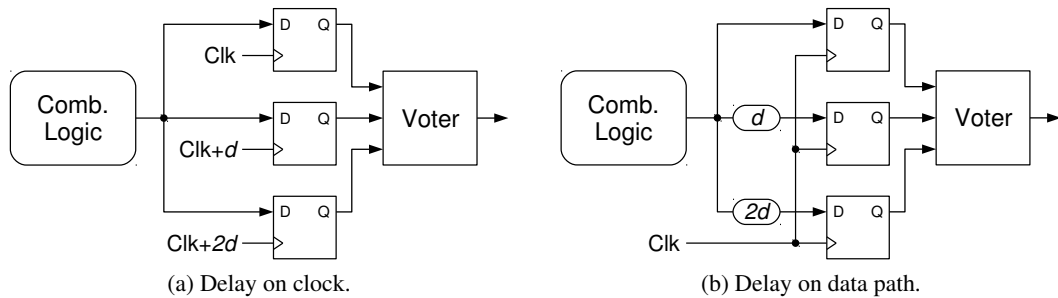 Comb.
Logic
D
Q
Clk
D
Q
Clk+d
D
Q
Clk+2d
Voter
(a) Delay on clock.
Comb.
Logic
d
2d
Clk
D
Q
D
Q
D
Q
Voter
(b) Delay on data path.